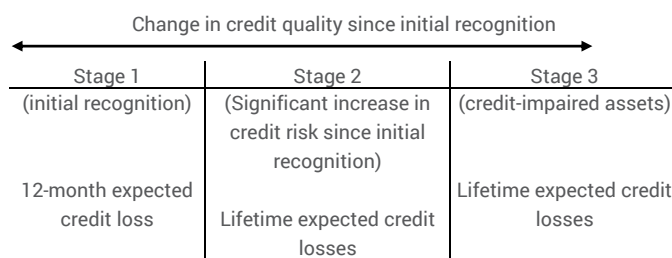 Change in credit quality since initial recognition
Stage 1
(initial recognition)
12-month expected
credit loss
Stage 2
(Significant increase in
credit risk since initial
recognition)
Lifetime expected credit
losses
Stage 3
(credit-impaired assets)
Lifetime expected credit
losses